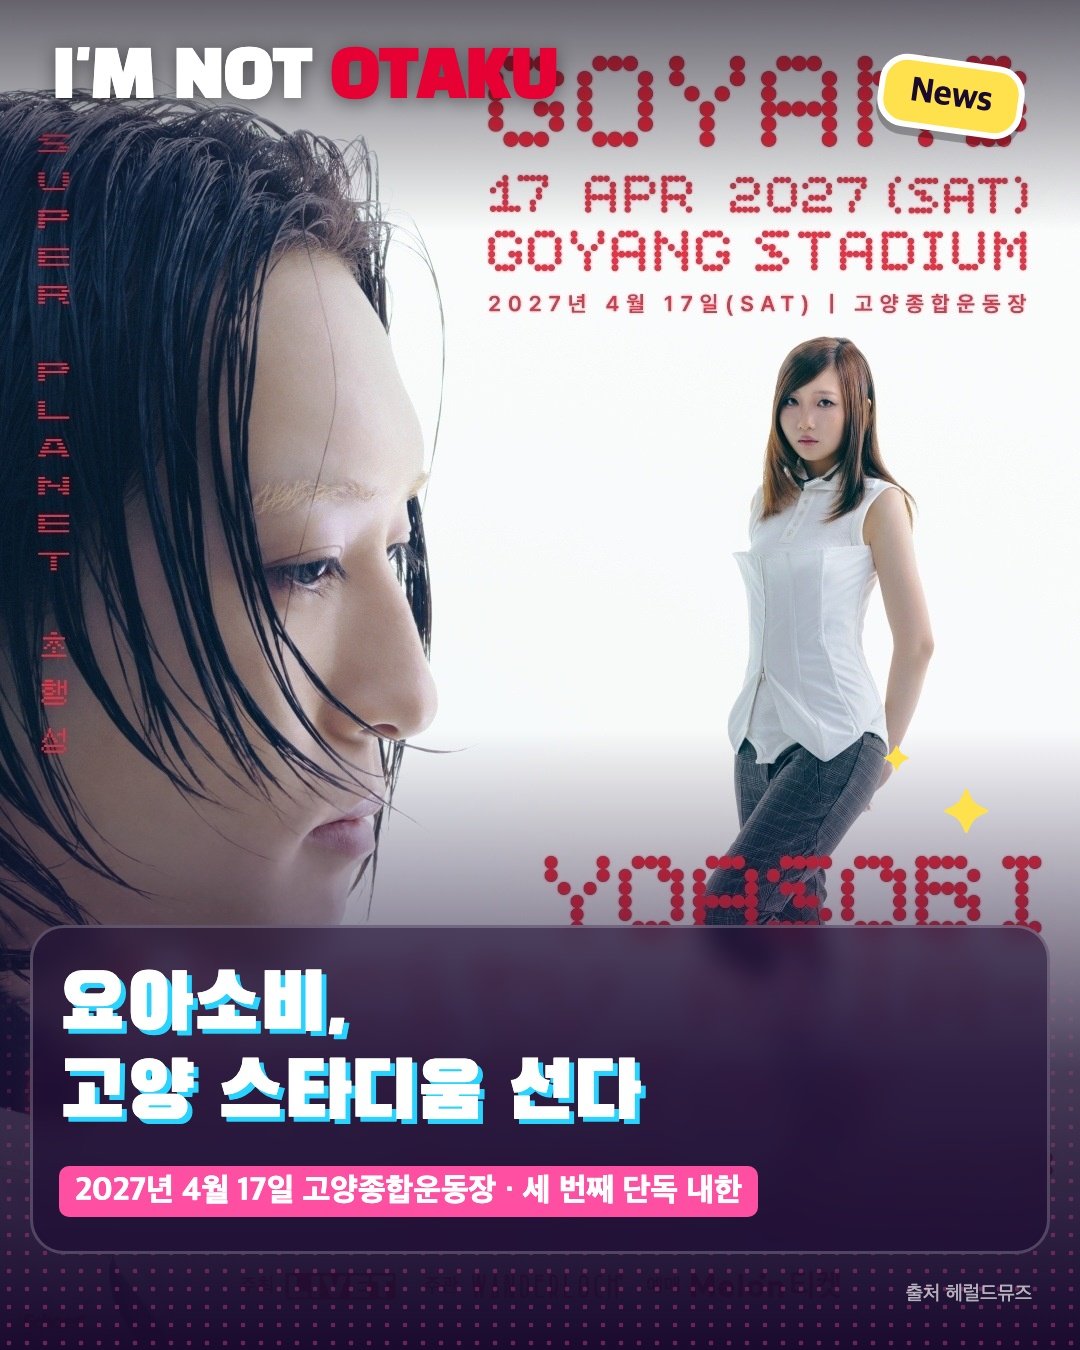 I'M NOT OTAKU
News
GOYANG
17 APR 2027 (SAT)
GOYANG STADIUM
2027년 4월 17일(SAT) | 고양종합운동장
SUPER PLANET 초행성
YOASOBI
요아소비,
고양 스타디움 선다
2027년 4월 17일 고양종합운동장 · 세 번째 단독 내한
출처 헤럴드뮤즈